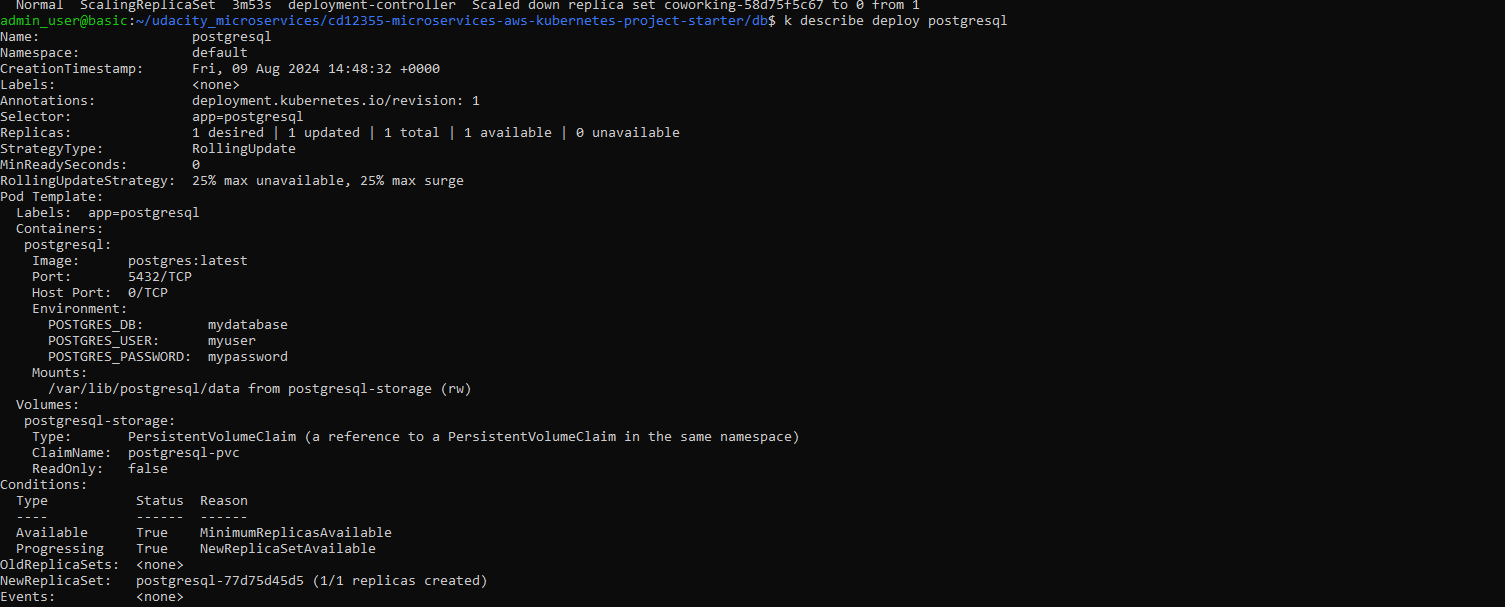 Normal  ScalingReplicaSet  3m53s  deployment-controller  Scaled down replica set coworking-58d75f5c67 to 0 from 1
admin_user@basic:~/udacity_microservices/cd12355-microservices-aws-kubernetes-project-starter/db$ k describe deploy postgresql
Name:                   postgresql
Namespace:              default
CreationTimestamp:      Fri, 09 Aug 2024 14:48:32 +0000
Labels:                 <none>
Annotations:            deployment.kubernetes.io/revision: 1
Selector:               app=postgresql
Replicas:               1 desired | 1 updated | 1 total | 1 available | 0 unavailable
StrategyType:           RollingUpdate
MinReadySeconds:        0
RollingUpdateStrategy:  25% max unavailable, 25% max surge
Pod Template:
  Labels:  app=postgresql
  Containers:
   postgresql:
    Image:      postgres:latest
    Port:       5432/TCP
    Host Port:  0/TCP
    Environment:
      POSTGRES_DB:        mydatabase
      POSTGRES_USER:      myuser
      POSTGRES_PASSWORD:  mypassword
    Mounts:
      /var/lib/postgresql/data from postgresql-storage (rw)
  Volumes:
   postgresql-storage:
    Type:       PersistentVolumeClaim (a reference to a PersistentVolumeClaim in the same namespace)
    ClaimName:  postgresql-pvc
    ReadOnly:   false
Conditions:
  Type           Status  Reason
  ----           ------  ------
  Available      True    MinimumReplicasAvailable
  Progressing    True    NewReplicaSetAvailable
OldReplicaSets:  <none>
NewReplicaSet:   postgresql-77d75d45d5 (1/1 replicas created)
Events:          <none>